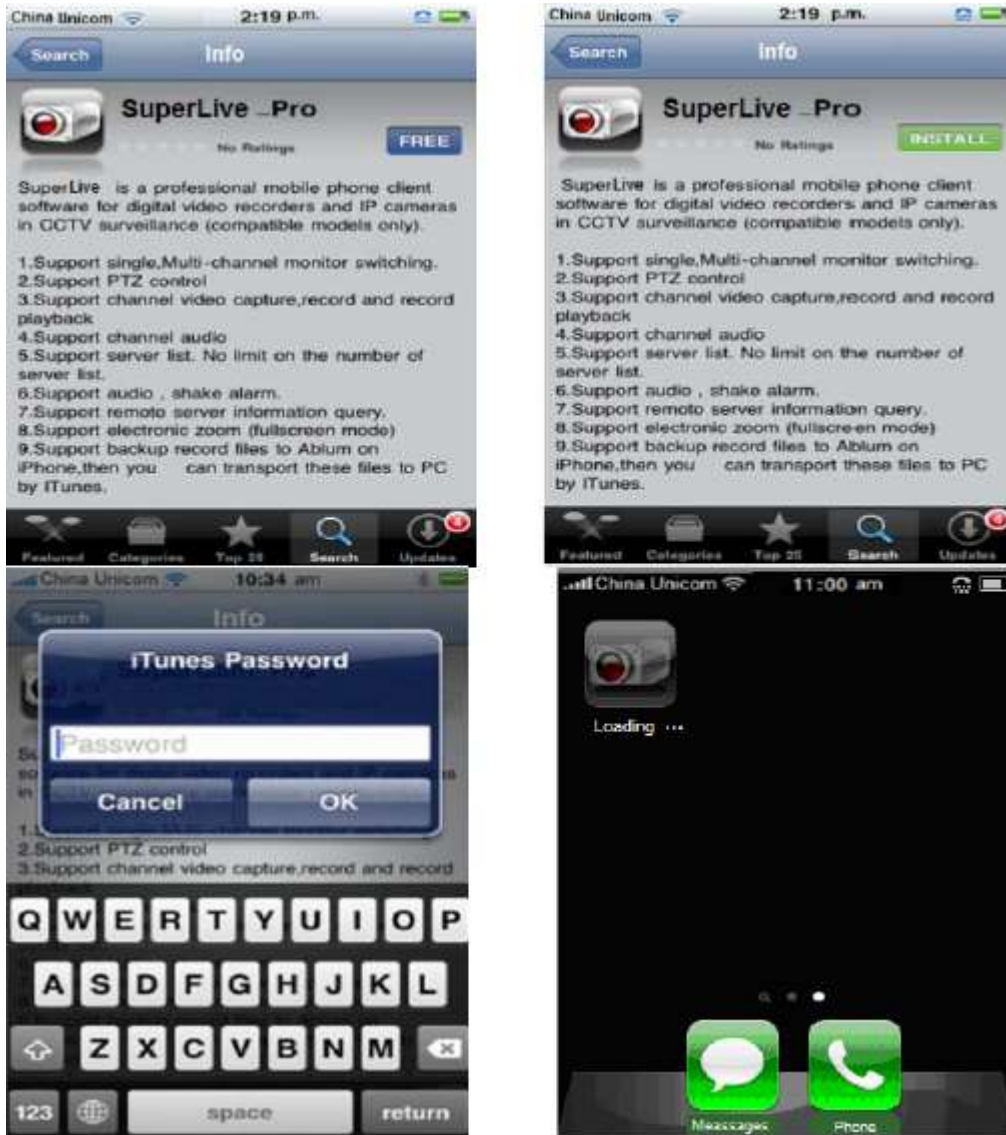 China Unicom 2:19 p.m.
Search Info
SuperLive -Pro
No Ratings FREE
SuperLive is a professional mobile phone client
software for digital video recorders and IP cameras
in CCTV surveillance (compatible models only).
1.Support single,Multi-channel monitor switching.
2.Support PTZ control
3.Support channel video capture,record and record
playback
4.Support channel audio
5.Support server list. No limit on the number of
server list.
6.Support audio , shake alarm.
7.Support remoto server information query.
8.Support electronic zoom (fullscreen mode)
9.Support backup record files to Ablum on
iPhone,then you can transport these files to PC
by ITunes.
Featured Categories Top 25 Search Updates
China Unicom 2:19 p.m.
Search Info
SuperLive -Pro
No Ratings INSTALL
SuperLive is a professional mobile phone client
software for digital video recorders and IP cameras
in CCTV surveillance (compatible models only).
1.Support single,Multi-channel monitor switching.
2.Support PTZ control
3.Support channel video capture,record and record
playback
4.Support channel audio
5.Support server list. No limit on the number of
server list.
6.Support audio , shake alarm.
7.Support remoto server information query.
8.Support electronic zoom (fullscreen mode)
9.Support backup record files to Ablum on
iPhone,then you can transport these files to PC
by ITunes.
Featured Categories Top 25 Search Updates
China Unicom 10:34 am
Search Info
iTunes Password
Password
Cancel OK
2.Support PTZ control
3.Support channel video capture,record and record
Q W E R T Y U I O P
A S D F G H J K L
Z X C V B N M
123 space return
China Unicom 11:00 am
Loading ...
Meassages Phone